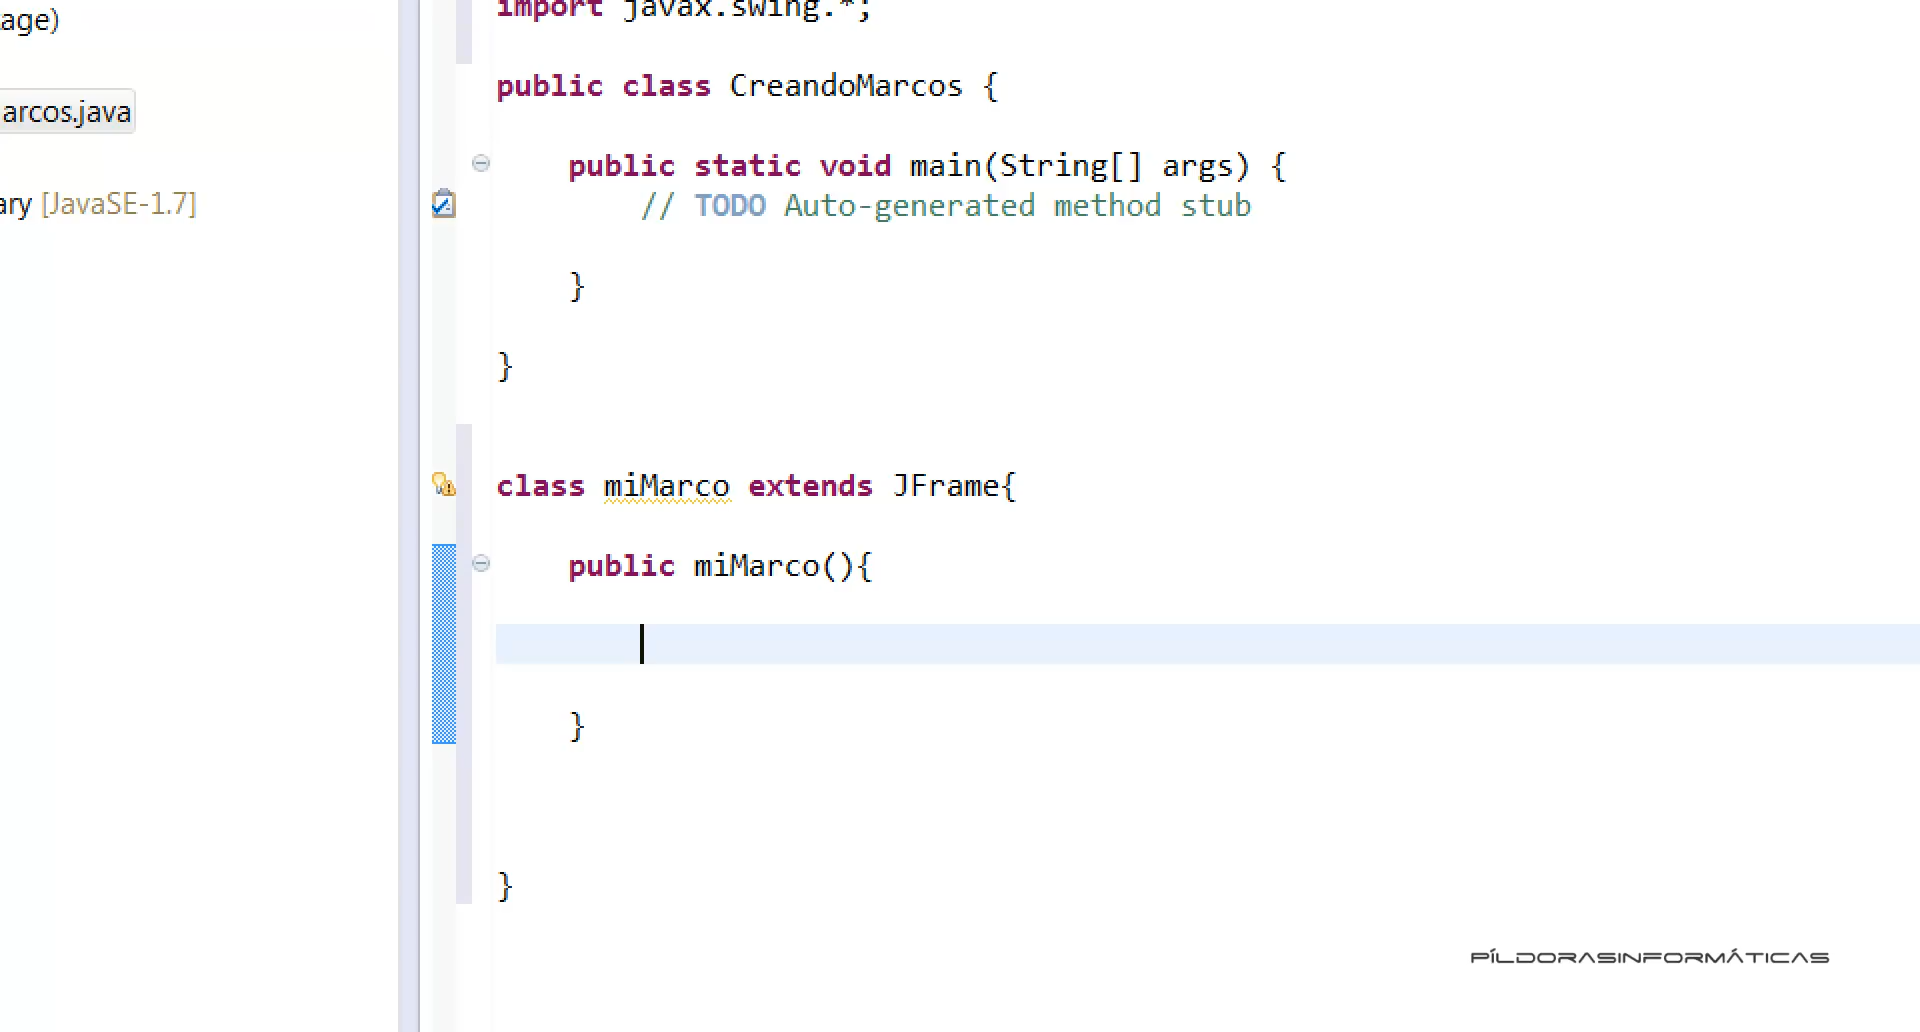 age)
arcos.java
ary [JavaSE-1.7]
import javax.swing.*;
public class CreandoMarcos {
public static void main(String[] args) {
// TODO Auto-generated method stub
}
}
class miMarco extends JFrame{
public miMarco(){
}
}
PÍLDORASINFORMÁTICAS